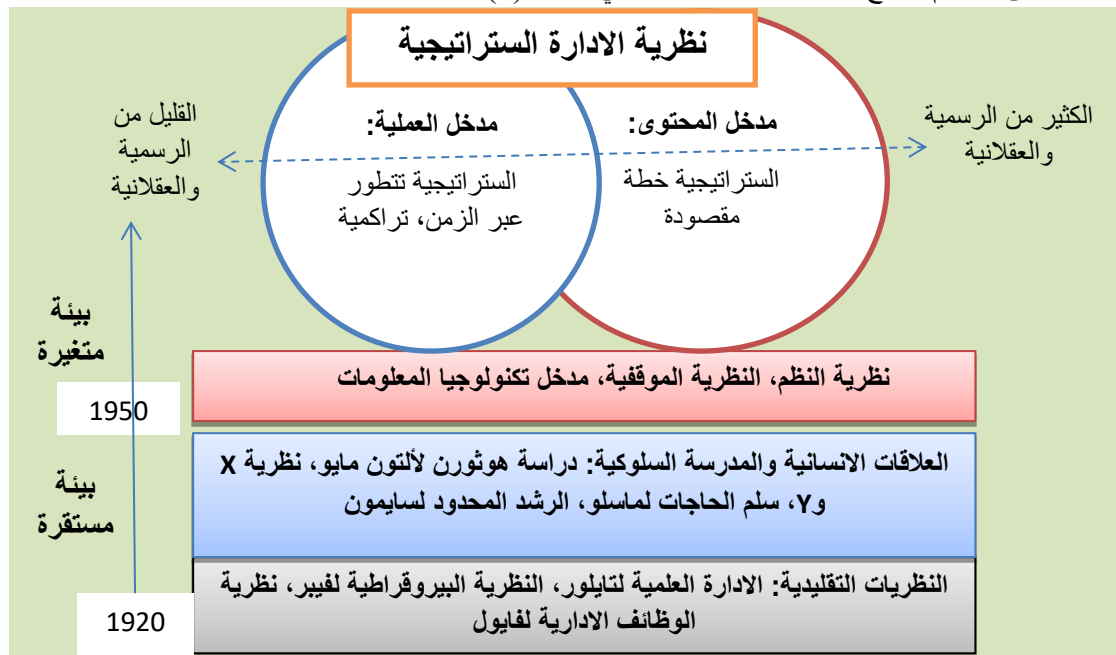 نظرية الادارة الستراتيجية
الكثير من الرسمية
والعقلانية
مدخل المحتوى:
الستراتيجية خطة
مقصودة
مدخل العملية:
الستراتيجية تتطور
عبر الزمن، تراكمية
القليل من
الرسمية
والعقلانية
بيئة
متغيرة
نظرية النظم، النظرية الموقفية، مدخل تكنولوجيا المعلومات
1950
العلاقات الانسانية والمدرسة السلوكية: دراسة هوثورن لألتون مايو، نظرية X
وY، سلم الحاجات لماسلو، الرشد المحدود لسايمون
بيئة
مستقرة
النظريات التقليدية: الادارة العلمية لتايلور، النظرية البيروقراطية لفيبر، نظرية
الوظائف الادارية لفايول
1920